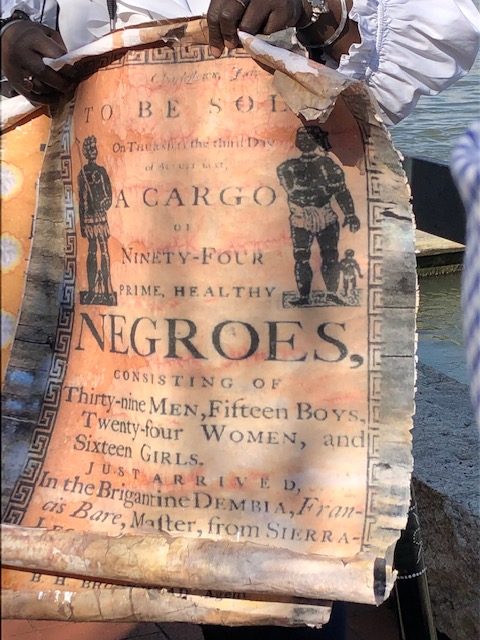 TO BE SOL
On Thursday the third Day
of August next,
A CARGO
OF
NINETY-FOUR
PRIME, HEALTHY
NEGROES,
CONSISTING OF
Thirty-nine MEN, Fifteen BOYS,
Twenty-four WOMEN, and
Sixteen GIRLS.
JUST ARRIVED,
In the Brigantine DEMBIA, Fran-
cis Bare, Maſter, from SIERRA-